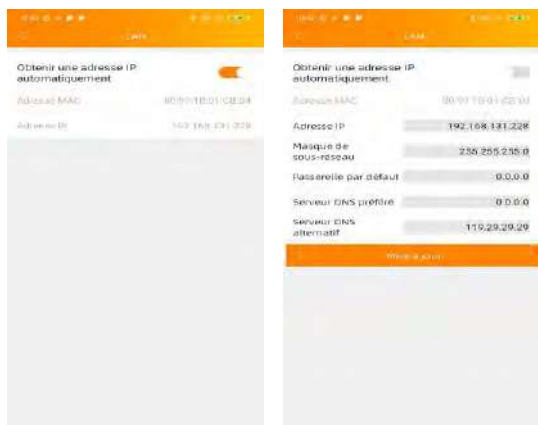 LAN
Obtenir une adresse IP
automatiquement
Adresse MAC
Adresse IP
LAN
Obtenir une adresse IP
automatiquement
Adresse MAC
Adresse IP 192.168.131.228
Masque de
sous-réseau 255.255.255.0
Passerelle par défaut 0.0.0.0
Serveur DNS préféré 0.0.0.0
Serveur DNS
alternatif 119.29.29.29
Mise à jour